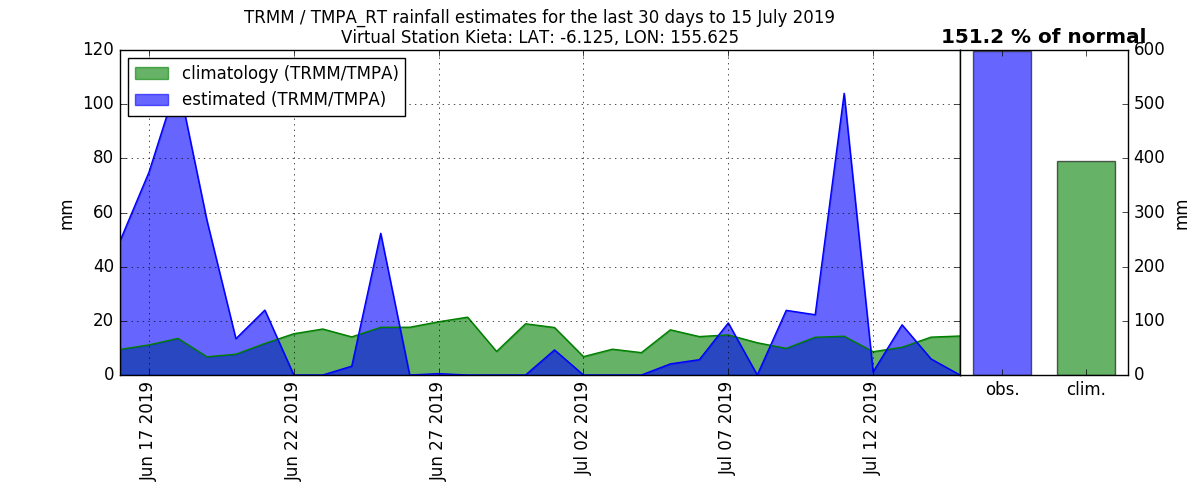 TRMM / TMPA_RT rainfall estimates for the last 30 days to 15 July 2019
Virtual Station Kieta: LAT: -6.125, LON: 155.625
151.2 % of normal
climatology (TRMM/TMPA)
estimated (TRMM/TMPA)
120
100
80
60
40
20
0
mm
Jun 17 2019
Jun 22 2019
Jun 27 2019
Jul 02 2019
Jul 07 2019
Jul 12 2019
600
500
400
300
200
100
0
mm
obs.
clim.